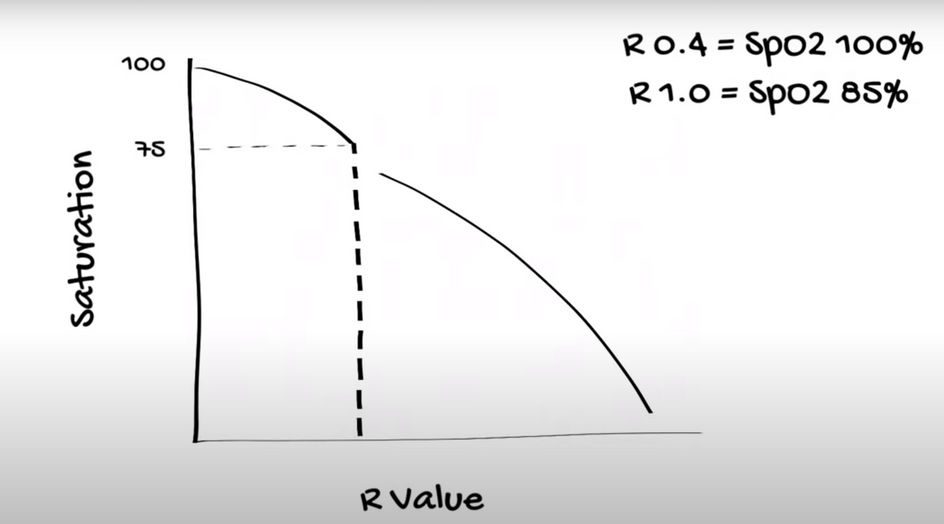 R 0.4 = SpO2 100%
R 1.0 = SpO2 85%
100
75
Saturation
R Value